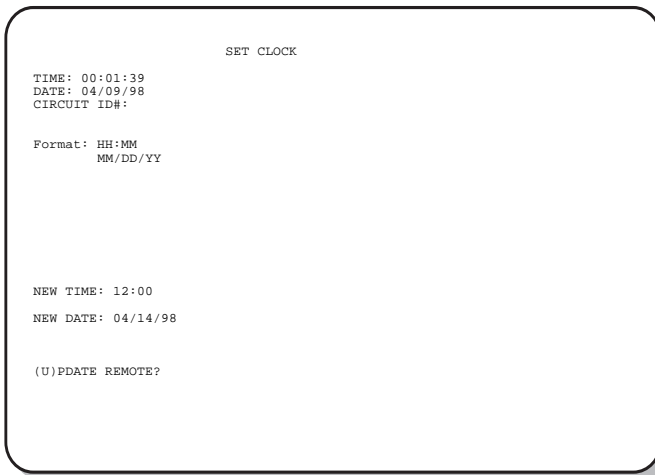 SET CLOCK
TIME: 00:01:39
DATE: 04/09/98
CIRCUIT ID#:
Format: HH:MM
MM/DD/YY
NEW TIME: 12:00
NEW DATE: 04/14/98
(U)PDATE REMOTE?